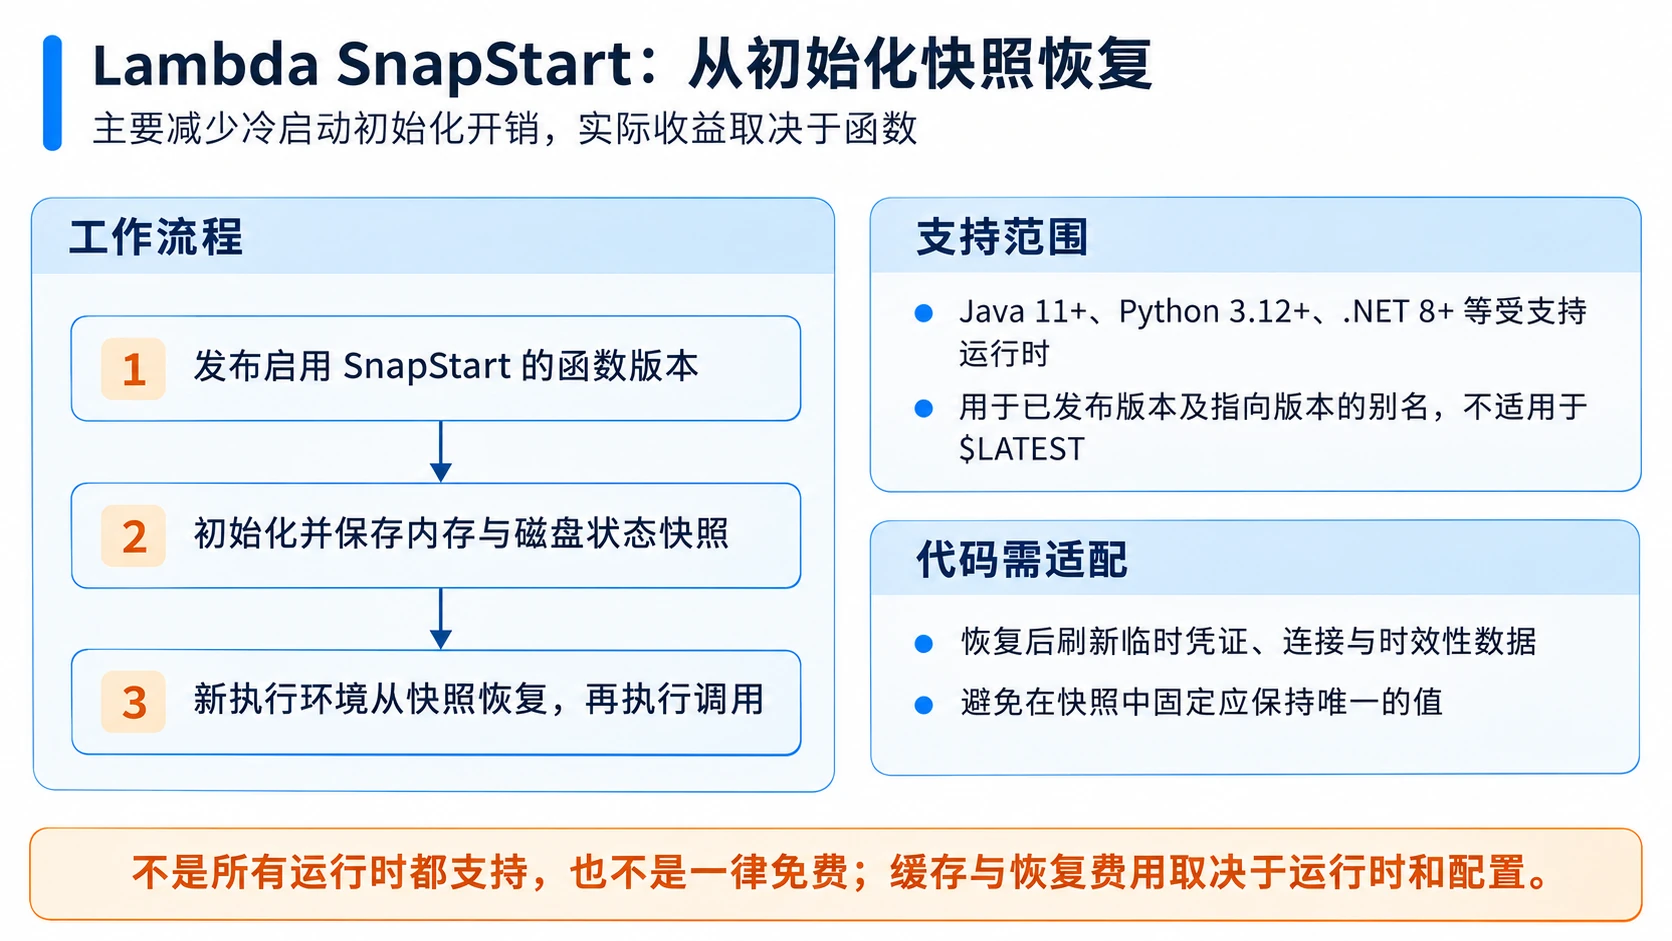 Lambda SnapStart：从初始化快照恢复
主要减少冷启动初始化开销，实际收益取决于函数
工作流程
1 发布启用 SnapStart 的函数版本
2 初始化并保存内存与磁盘状态快照
3 新执行环境从快照恢复，再执行调用
支持范围
Java 11+、Python 3.12+、.NET 8+ 等受支持
运行时
用于已发布版本及指向版本的别名，不适用于
$LATEST
代码需适配
恢复后刷新临时凭证、连接与时效性数据
避免在快照中固定应保持唯一的值
不是所有运行时都支持，也不是一律免费；缓存与恢复费用取决于运行时和配置。